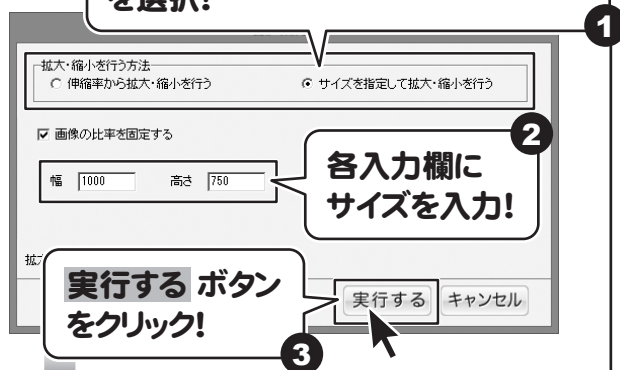 を選択!
1
拡大・縮小を行う方法
伸縮率から拡大・縮小を行う
サイズを指定して拡大・縮小を行う
画像の比率を固定する
2
各入力欄に
サイズを入力!
幅 1000 高さ 750
拡
実行する ボタン
をクリック!
3
実行する キャンセル